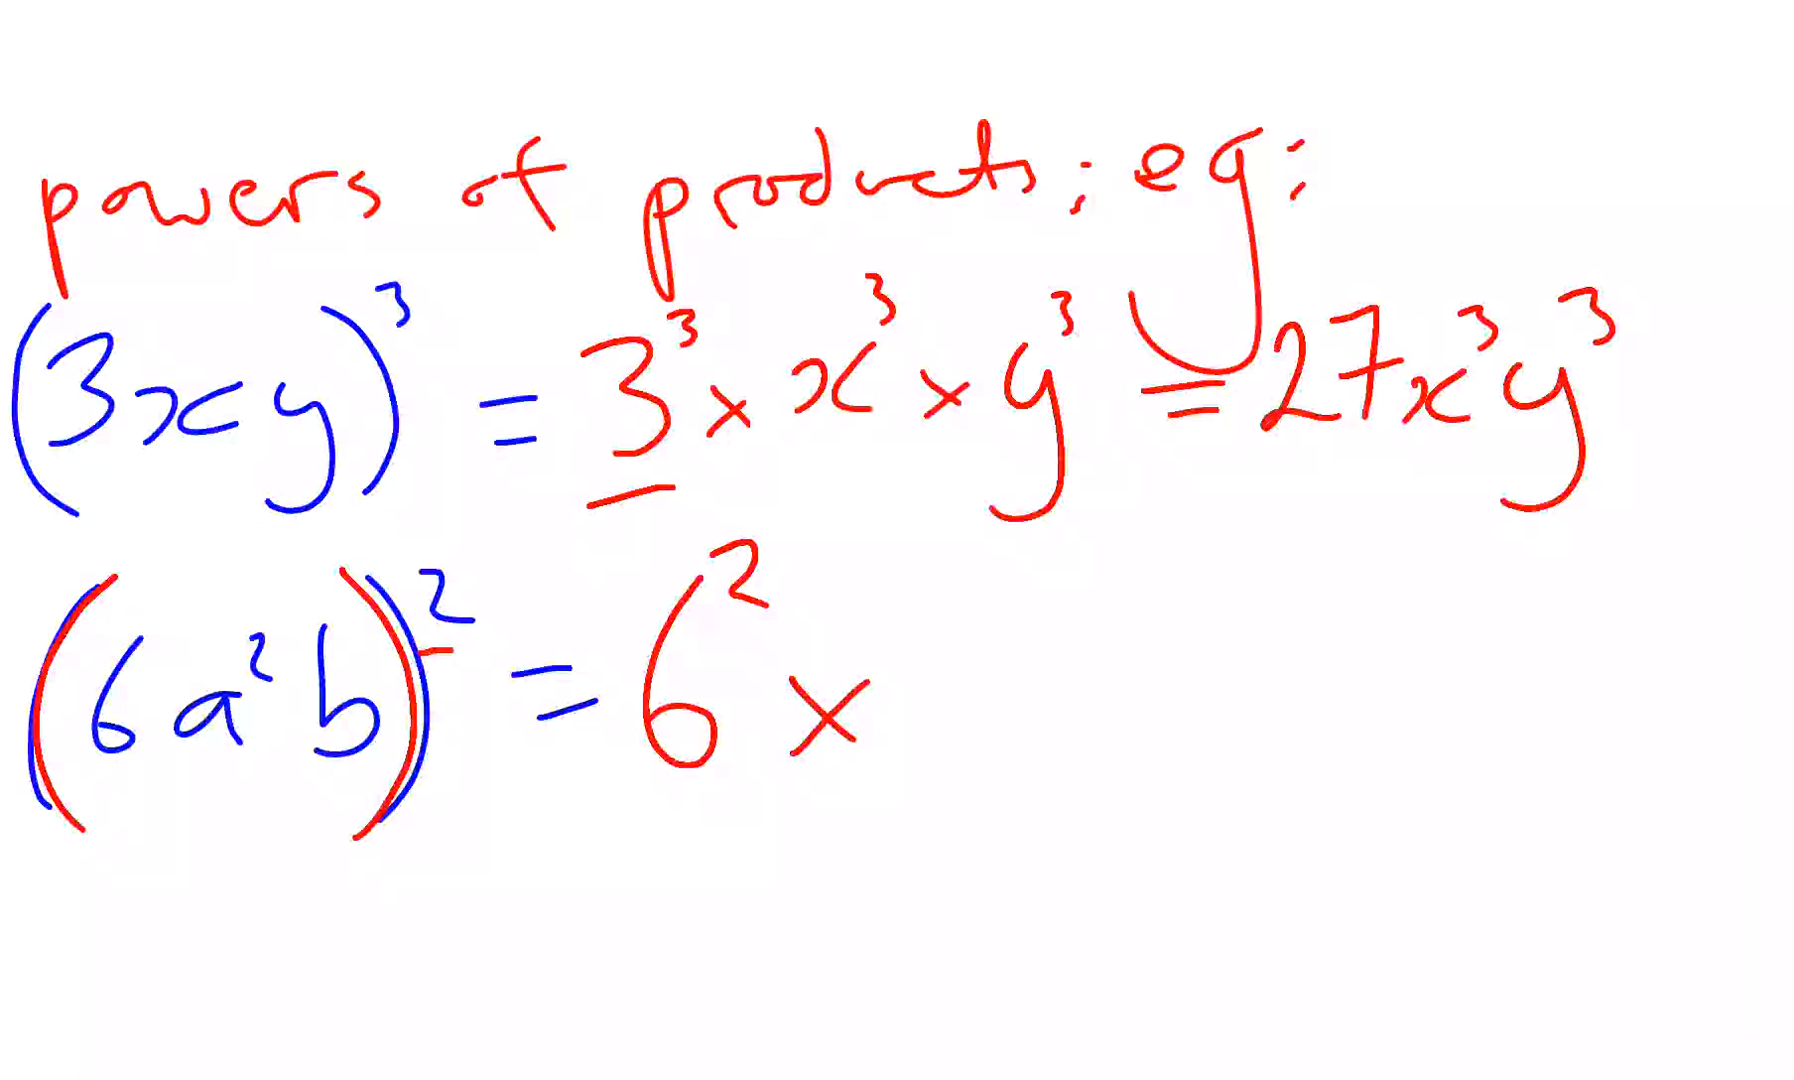 powers of products: eg:
(3xy)³ = 3³ × x³ × y³ = 27x³y³
(6a²b)² = 6² ×